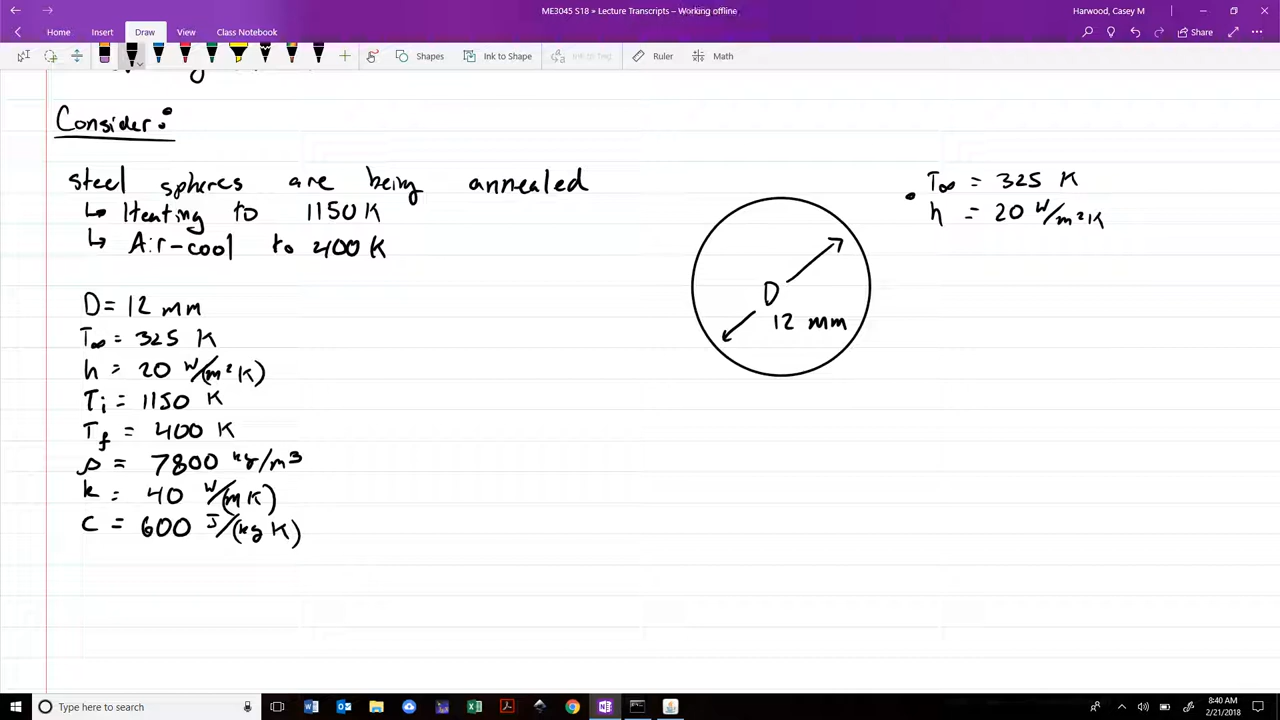 ME3045 S18 » Lecture Transcripts – Working offline
Harwood, Casey M
Home Insert Draw View Class Notebook
Share
Shapes Ink to Shape Ink to Text Ruler Math
Consider:
steel spheres are being annealed
↳ Heating to 1150 K
↳ Air-cool to 400 K
D = 12 mm
T∞ = 325 K
h = 20 W/(m²K)
Ti = 1150 K
Tf = 400 K
ρ = 7800 kg/m³
k = 40 W/(m K)
c = 600 J/(kg K)
D
12 mm
T∞ = 325 K
h = 20 W/m²K
Type here to search
8:40 AM
2/21/2018